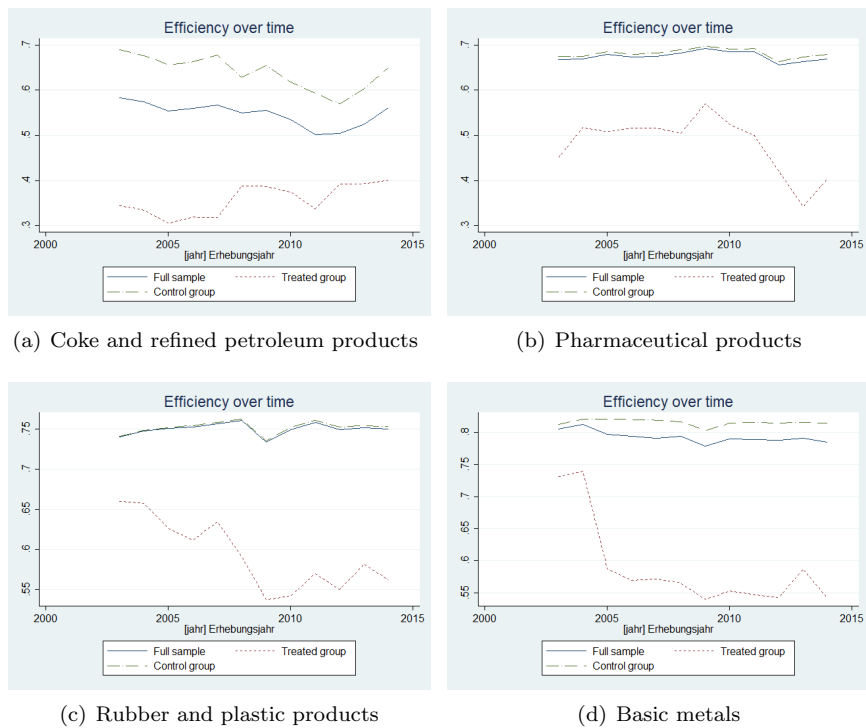 Efficiency over time
.7
.6
.5
.4
.3
2000 2005 2010 2015
[jahr] Erhebungsjahr
Full sample Treated group
Control group
(a) Coke and refined petroleum products
Efficiency over time
.7
.6
.5
.4
.3
2000 2005 2010 2015
[jahr] Erhebungsjahr
Full sample Treated group
Control group
(b) Pharmaceutical products
Efficiency over time
.75
.7
.65
.6
.55
2000 2005 2010 2015
[jahr] Erhebungsjahr
Full sample Treated group
Control group
(c) Rubber and plastic products
Efficiency over time
.8
.75
.7
.65
.6
.55
2000 2005 2010 2015
[jahr] Erhebungsjahr
Full sample Treated group
Control group
(d) Basic metals